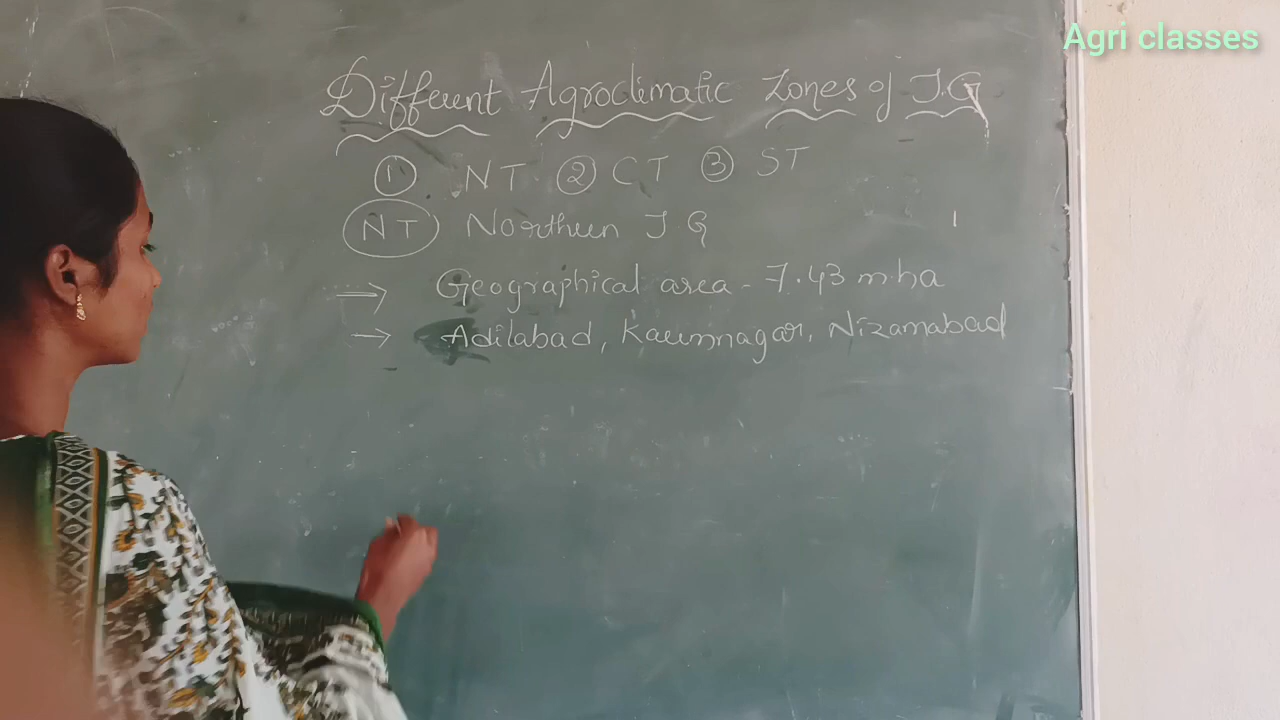 Agri classes
Different Agroclimatic Zones of T.G
① NT ② CT ③ ST
NT Northern T G
→ Geographical area - 7.43 m.ha
→ Adilabad, Karimnagar, Nizamabad